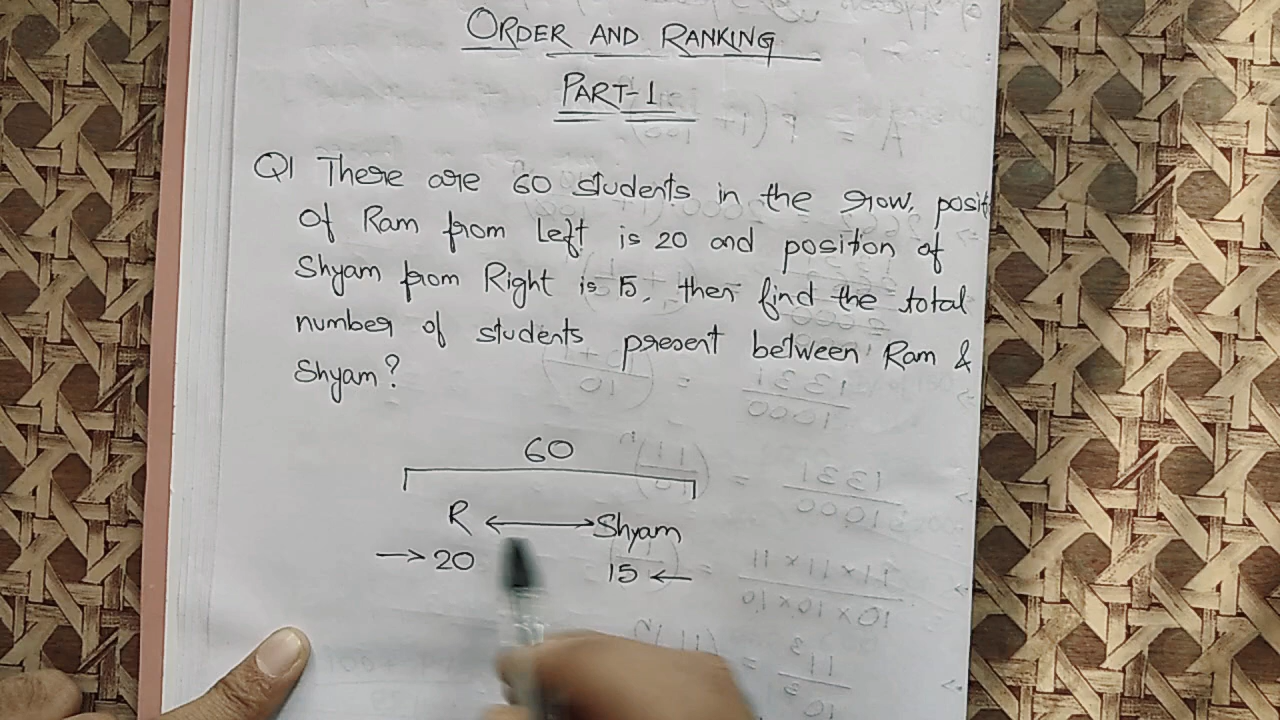 ORDER AND RANKING
PART-1
Q1 There are 60 students in the row, posit
of Ram from Left is 20 and position of
Shyam from Right is 15, then find the total
number of students present between Ram &
Shyam?
60
R ↔ Shyam
→ 20 15 ←